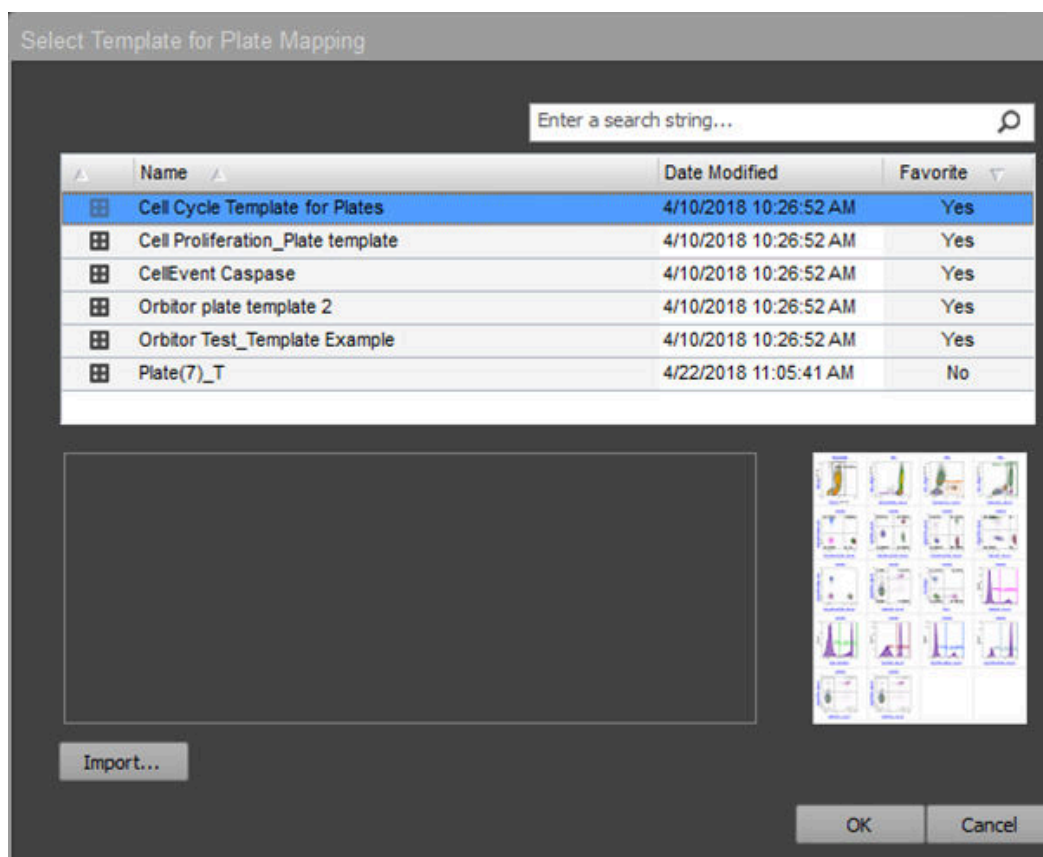 Select Template for Plate Mapping
Enter a search string...
Name Date Modified Favorite
Cell Cycle Template for Plates 4/10/2018 10:26:52 AM Yes
Cell Proliferation_Plate template 4/10/2018 10:26:52 AM Yes
CellEvent Caspase 4/10/2018 10:26:52 AM Yes
Orbitor plate template 2 4/10/2018 10:26:52 AM Yes
Orbitor Test_Template Example 4/10/2018 10:26:52 AM Yes
Plate(7)_T 4/22/2018 11:05:41 AM No
Import...
OK Cancel